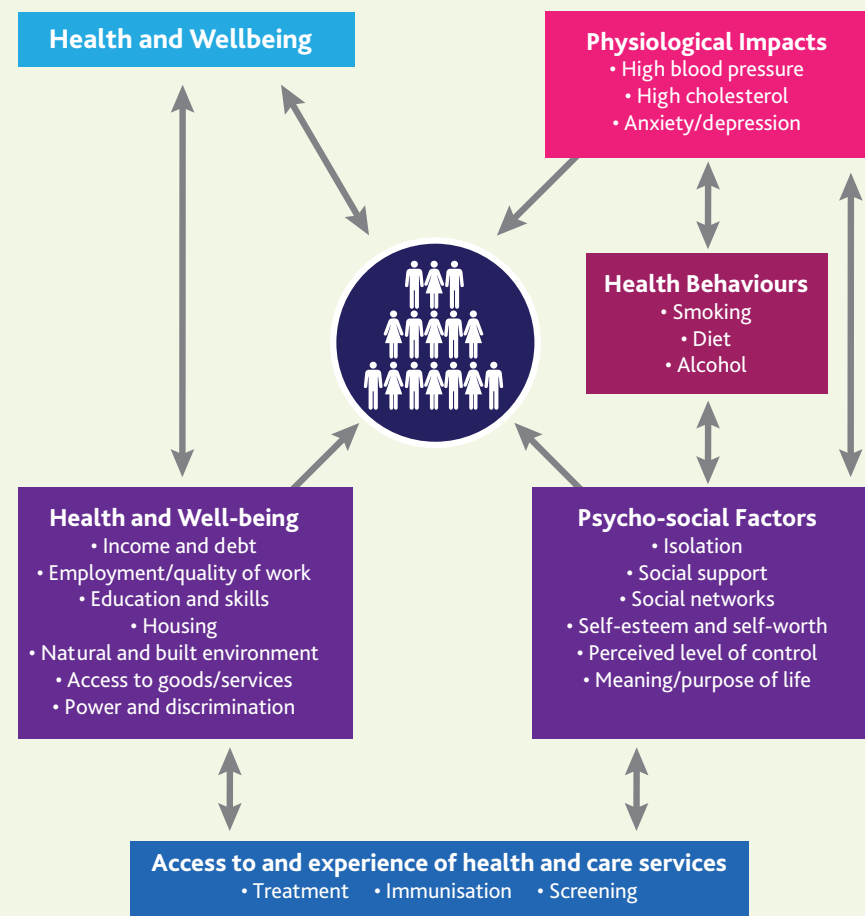 Health and Wellbeing
Physiological Impacts
• High blood pressure
• High cholesterol
• Anxiety/depression
Health Behaviours
• Smoking
• Diet
• Alcohol
Health and Well-being
• Income and debt
• Employment/quality of work
• Education and skills
• Housing
• Natural and built environment
• Access to goods/services
• Power and discrimination
Psycho-social Factors
• Isolation
• Social support
• Social networks
• Self-esteem and self-worth
• Perceived level of control
• Meaning/purpose of life
Access to and experience of health and care services
• Treatment • Immunisation • Screening